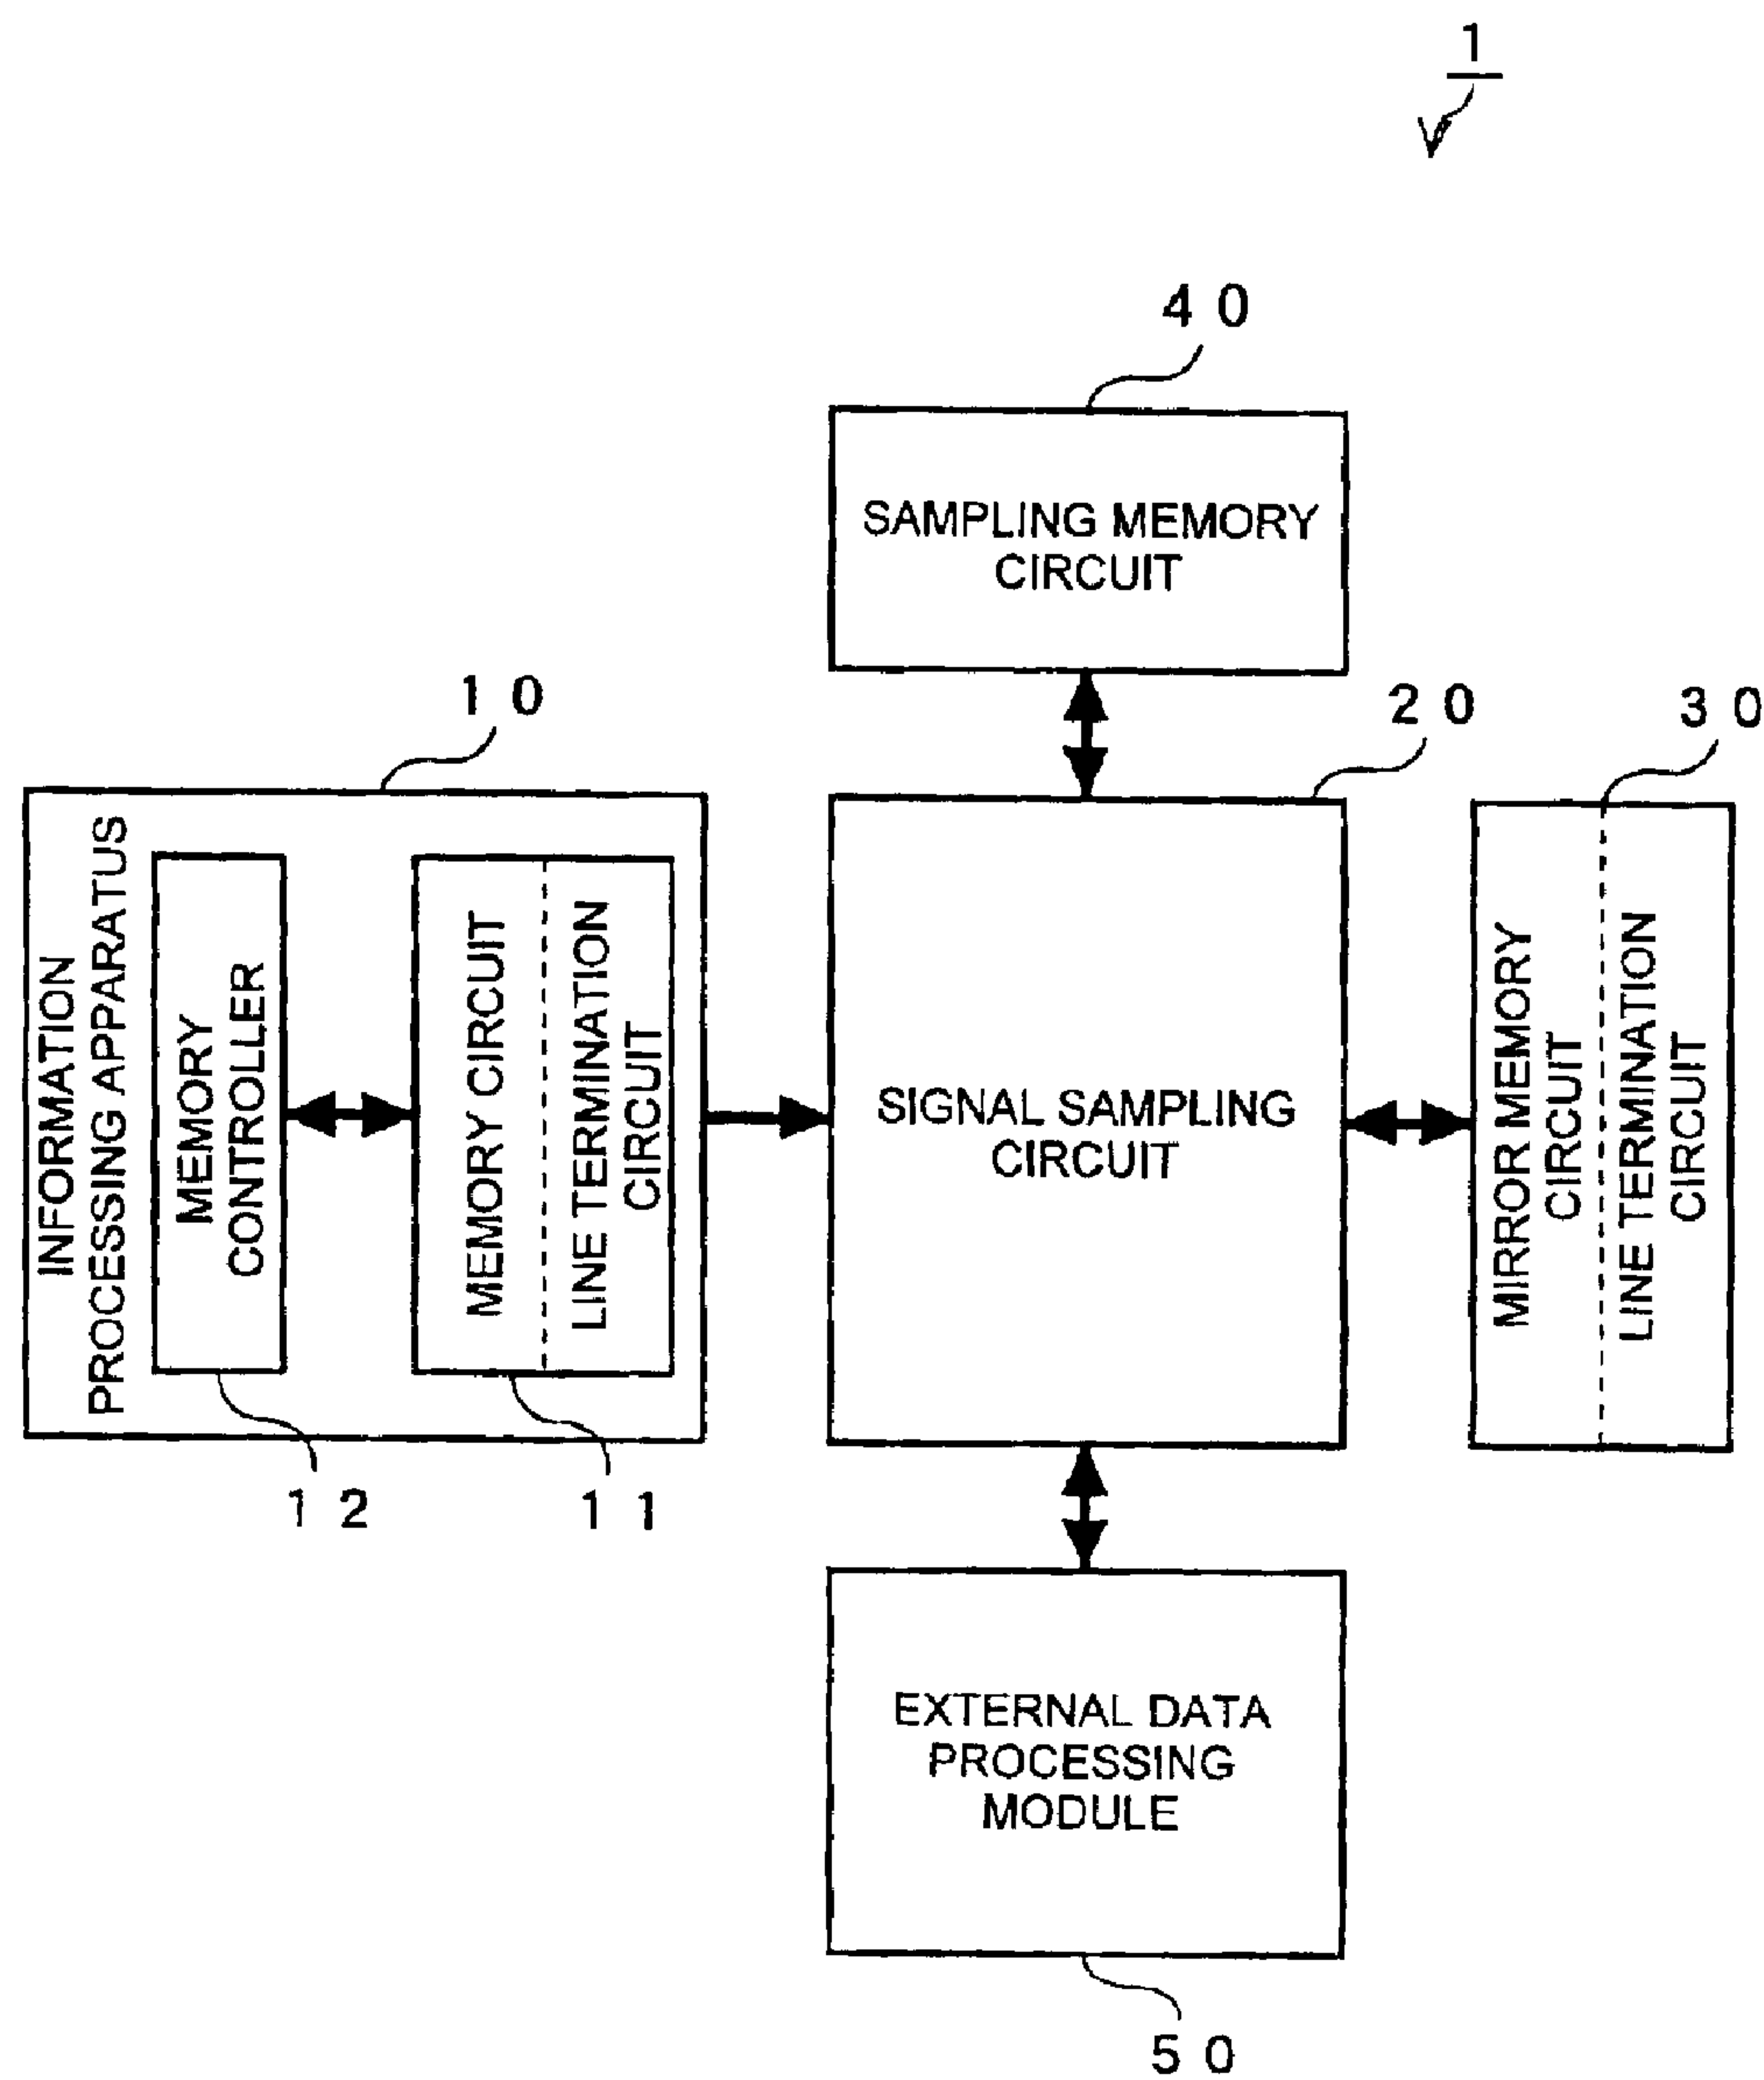 1
40
SAMPLING MEMORY
CIRCUIT
10
20
30
INFORMATION
PROCESSING APPARATUS
MEMORY
CONTROLLER
MEMORY CIRCUIT
LINE TERMINATION
CIRCUIT
SIGNAL SAMPLING
CIRCUIT
MIRROR MEMORY
CIRCUIT
LINE TERMINATION
CIRCUIT
12
11
EXTERNAL DATA
PROCESSING
MODULE
50